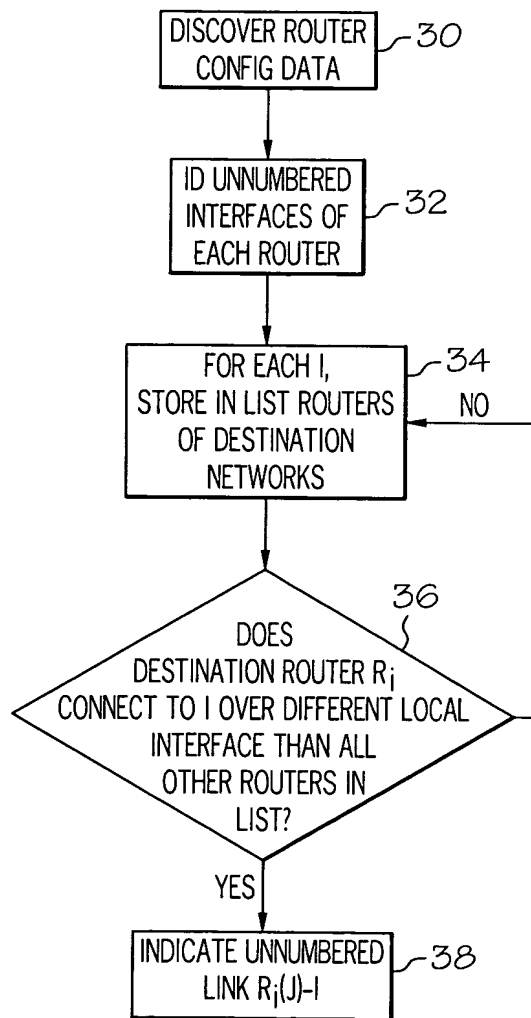 DISCOVER ROUTER
CONFIG DATA
30
ID UNNUMBERED
INTERFACES OF
EACH ROUTER
32
FOR EACH I,
STORE IN LIST ROUTERS
OF DESTINATION
NETWORKS
34
NO
36
DOES
DESTINATION ROUTER Ri
CONNECT TO I OVER DIFFERENT LOCAL
INTERFACE THAN ALL
OTHER ROUTERS IN
LIST?
YES
INDICATE UNNUMBERED
LINK Ri(J)-I
38